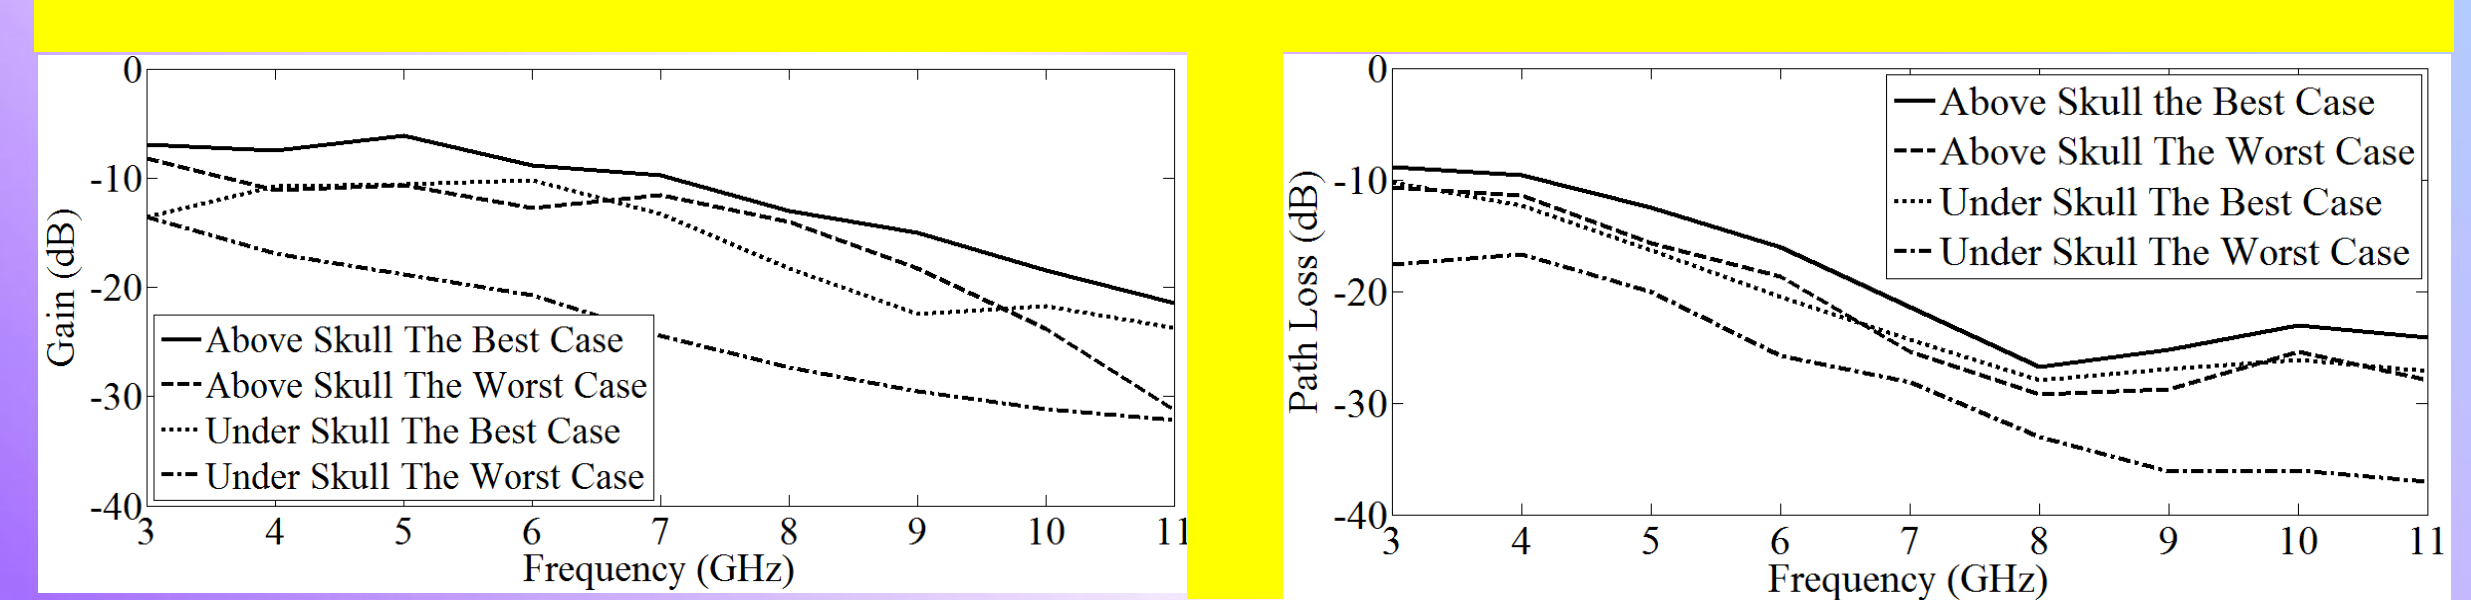 0
-10
-20
-30
-40
Gain (dB)
Above Skull The Best Case
Above Skull The Worst Case
Under Skull The Best Case
Under Skull The Worst Case
3 4 5 6 7 8 9 10 11
Frequency (GHz)
0
-10
-20
-30
-40
Path Loss (dB)
Above Skull the Best Case
Above Skull The Worst Case
Under Skull The Best Case
Under Skull The Worst Case
3 4 5 6 7 8 9 10 11
Frequency (GHz)